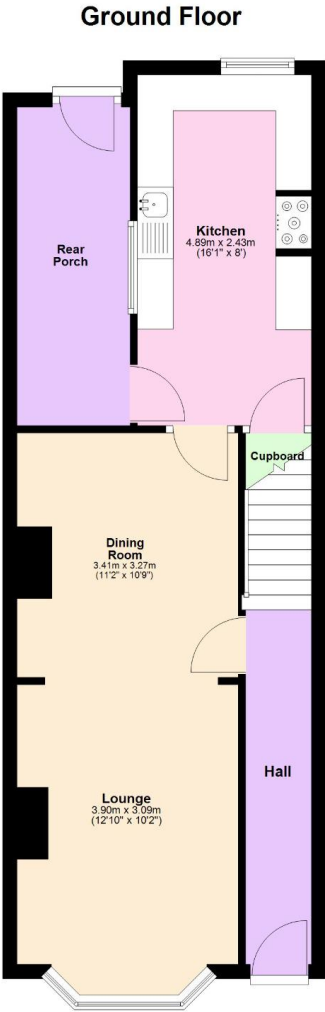 Ground Floor
Kitchen
4.89m x 2.43m
(16'1" x 8')
Rear
Porch
Cupboard
Dining
Room
3.41m x 3.27m
(11'2" x 10'9")
Hall
Lounge
3.90m x 3.09m
(12'10" x 10'2")